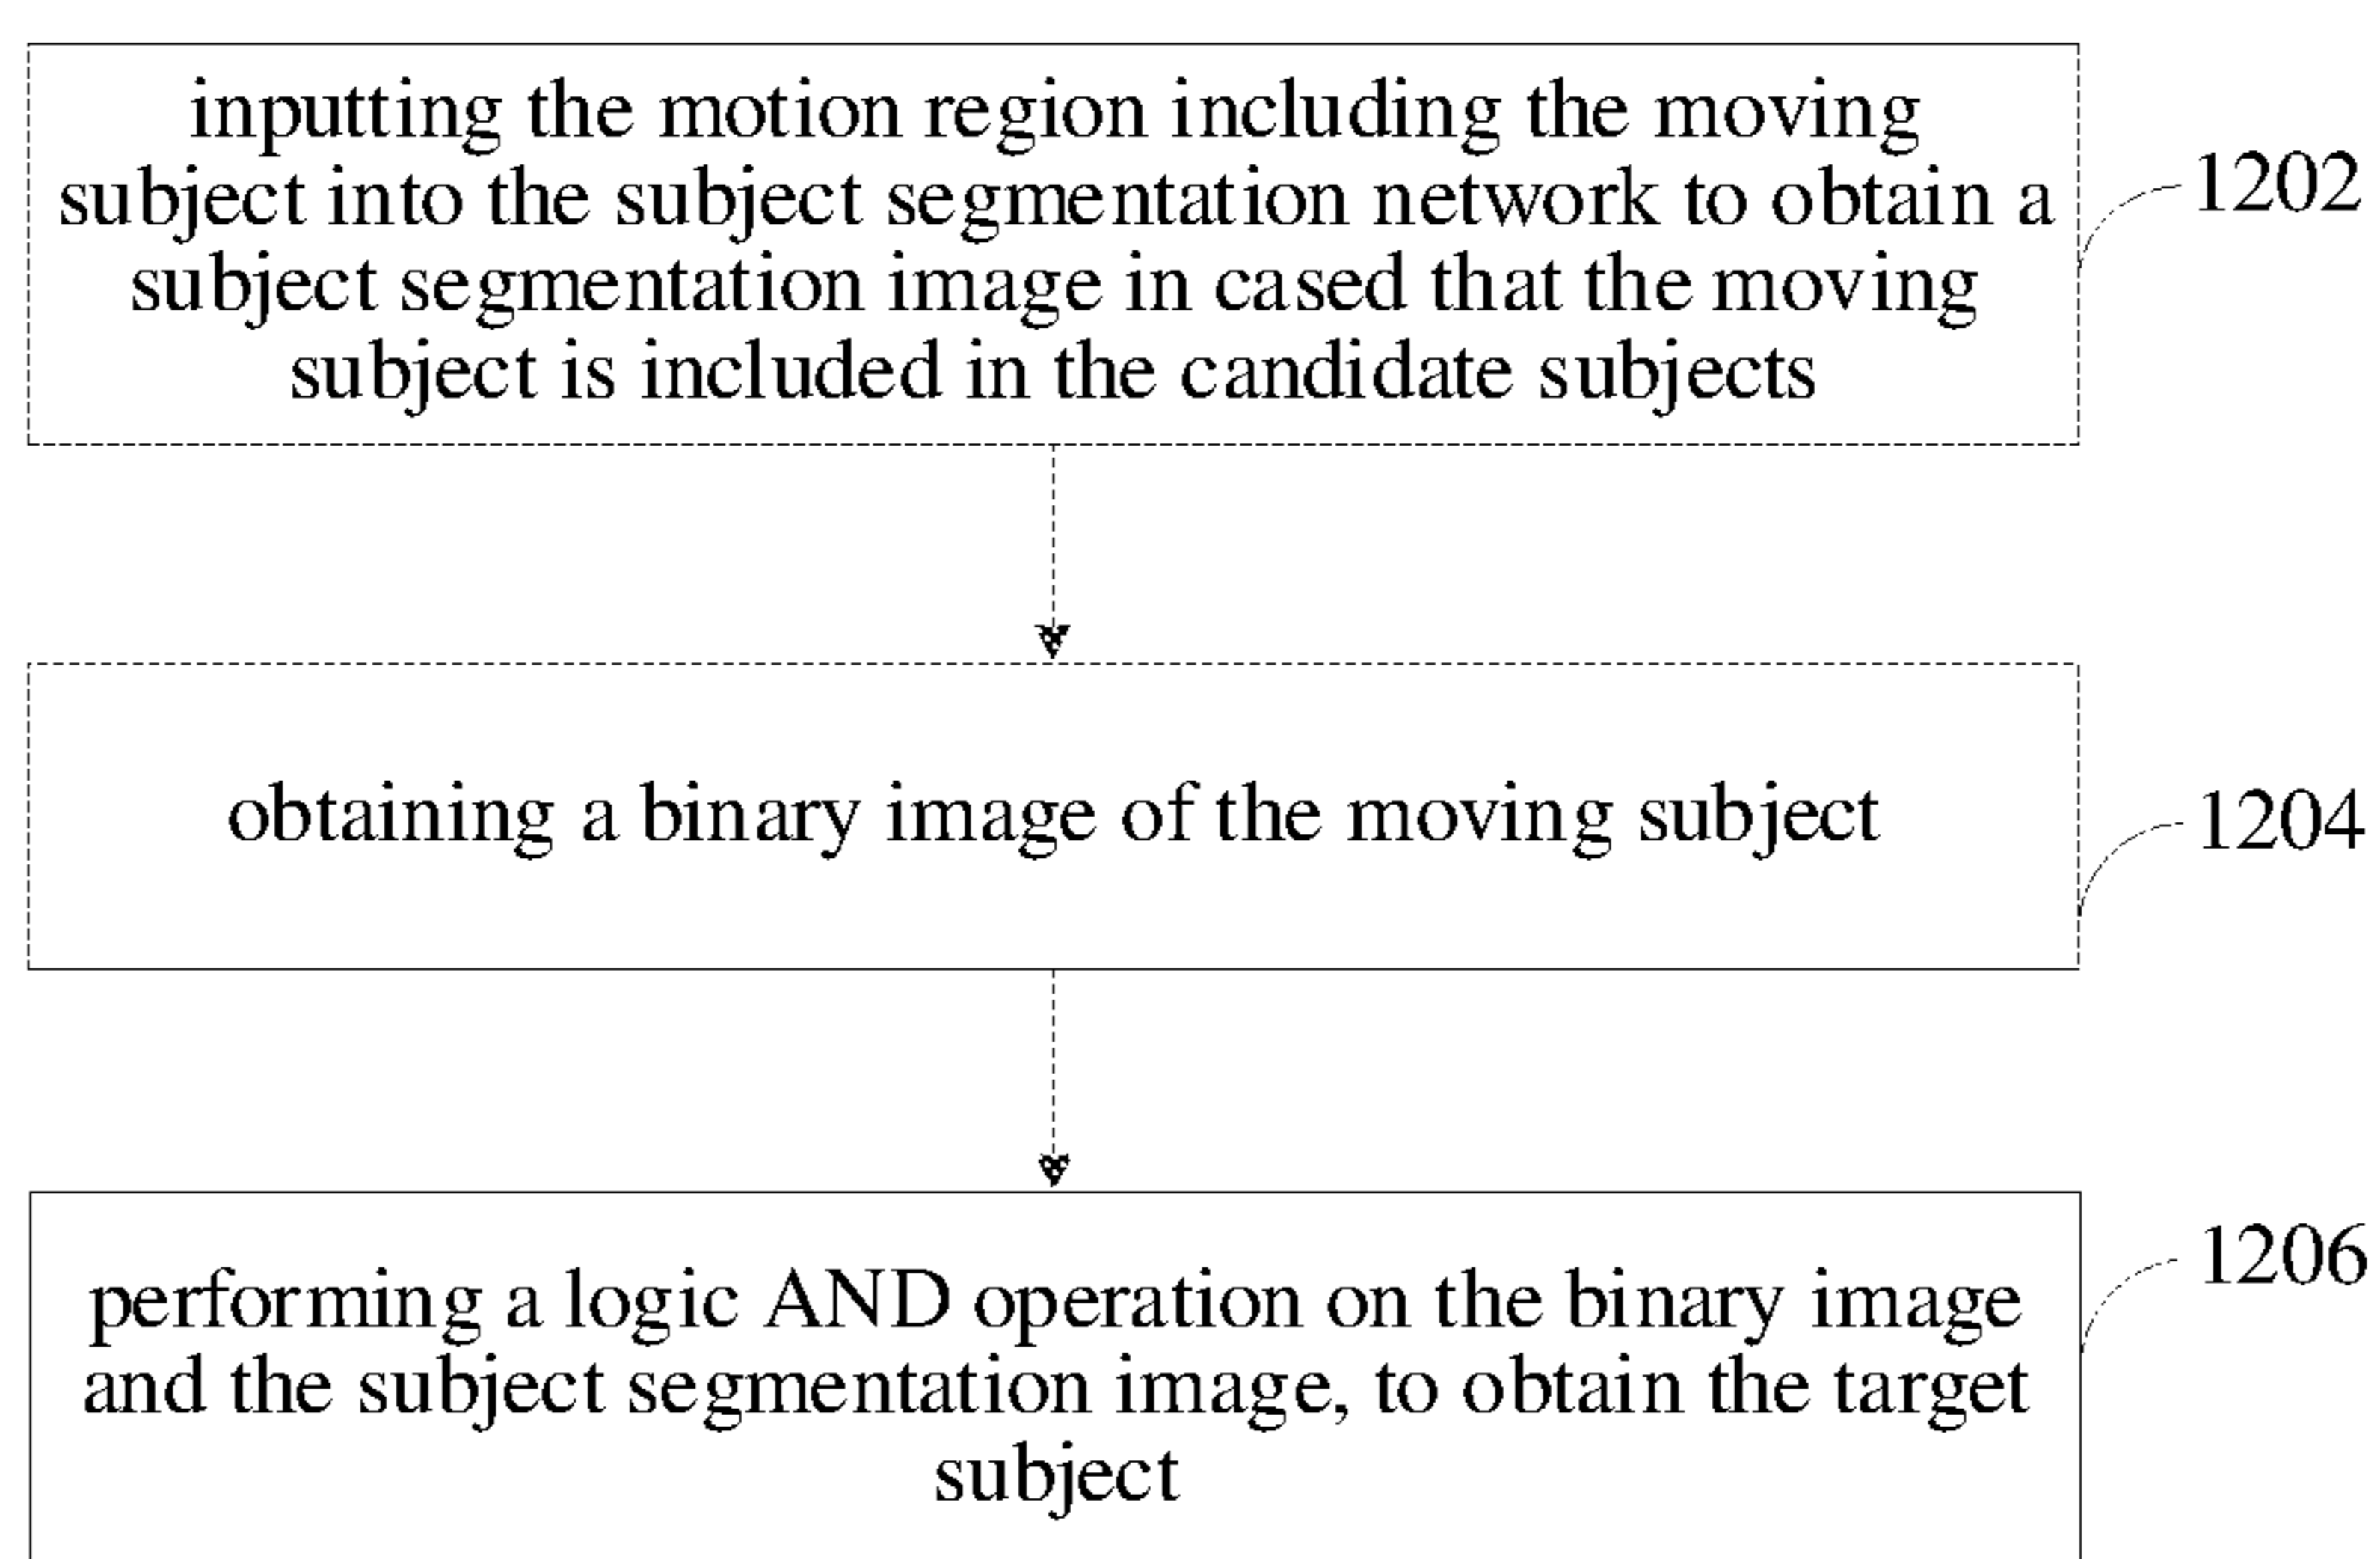 inputting the motion region including the moving
subject into the subject segmentation network to obtain a
subject segmentation image in cased that the moving
subject is included in the candidate subjects
1202
obtaining a binary image of the moving subject
1204
performing a logic AND operation on the binary image
and the subject segmentation image, to obtain the target
subject
1206